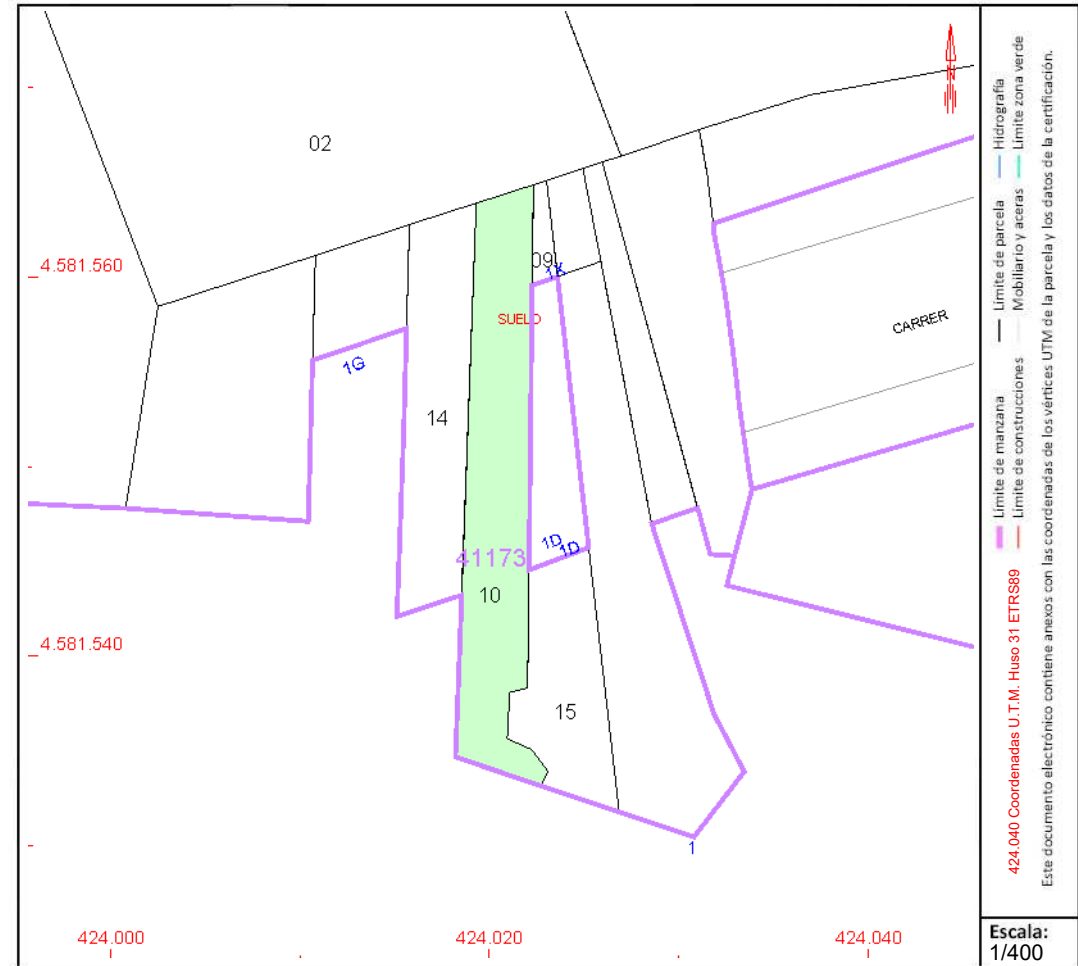 02
4.581.560
09
1K
SUELO
CARRER
1G
14
1D
1D
41173
10
4.581.540
15
1
424.000
424.020
424.040
N
Límite de manzana
Límite de parcela
Hidrografía
Límite de construcciones
Mobiliario y aceras
Límite zona verde
424.040 Coordenadas U.T.M. Huso 31 ETRS89
Este documento electrónico contiene anexos con las coordenadas de los vértices UTM de la parcela y los datos de la certificación.
Escala:
1/400